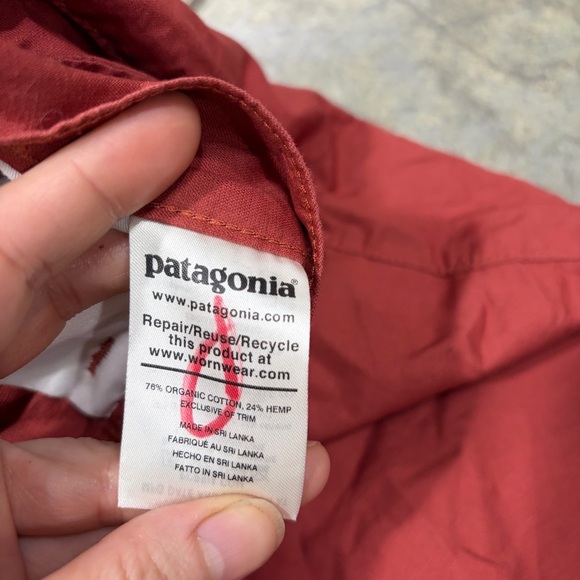 patagonia®
www.patagonia.com
Repair/Reuse/Recycle
this product at
www.wornwear.com
76% ORGANIC COTTON, 24% HEMP
EXCLUSIVE OF TRIM
MADE IN SRI LANKA
FABRIQUÉ AU SRI LANKA
HECHO EN SRI LANKA
FATTO IN SRI LANKA